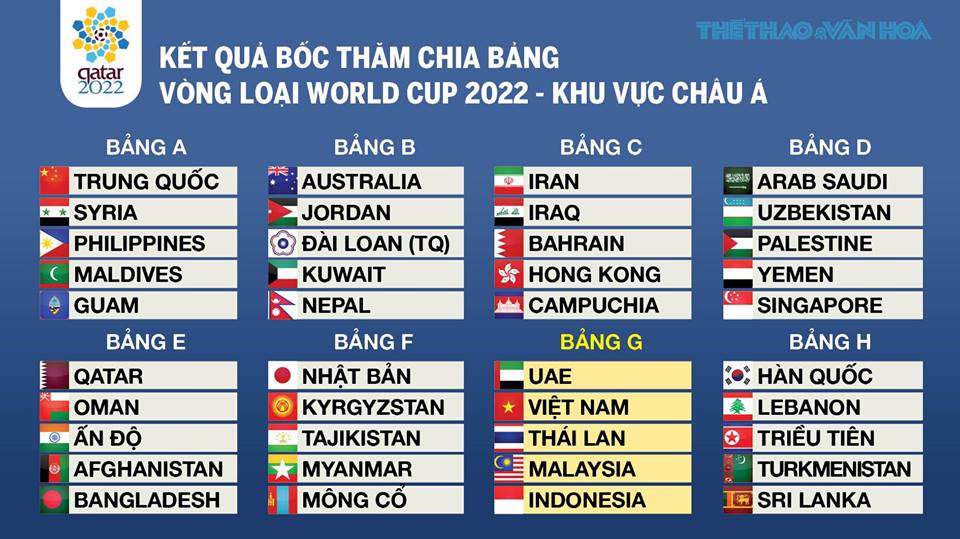 qatar
2022
THỂTHAO & VĂN HOÁ
KẾT QUẢ BỐC THĂM CHIA BẢNG
VÒNG LOẠI WORLD CUP 2022 - KHU VỰC CHÂU Á
BẢNG A
TRUNG QUỐC
SYRIA
PHILIPPINES
MALDIVES
GUAM
BẢNG B
AUSTRALIA
JORDAN
ĐÀI LOAN (TQ)
KUWAIT
NEPAL
BẢNG C
IRAN
IRAQ
BAHRAIN
HONG KONG
CAMPUCHIA
BẢNG D
ARAB SAUDI
UZBEKISTAN
PALESTINE
YEMEN
SINGAPORE
BẢNG E
QATAR
OMAN
ẤN ĐỘ
AFGHANISTAN
BANGLADESH
BẢNG F
NHẬT BẢN
KYRGYZSTAN
TAJIKISTAN
MYANMAR
MÔNG CỔ
BẢNG G
UAE
VIỆT NAM
THÁI LAN
MALAYSIA
INDONESIA
BẢNG H
HÀN QUỐC
LEBANON
TRIỀU TIÊN
TURKMENISTAN
SRI LANKA